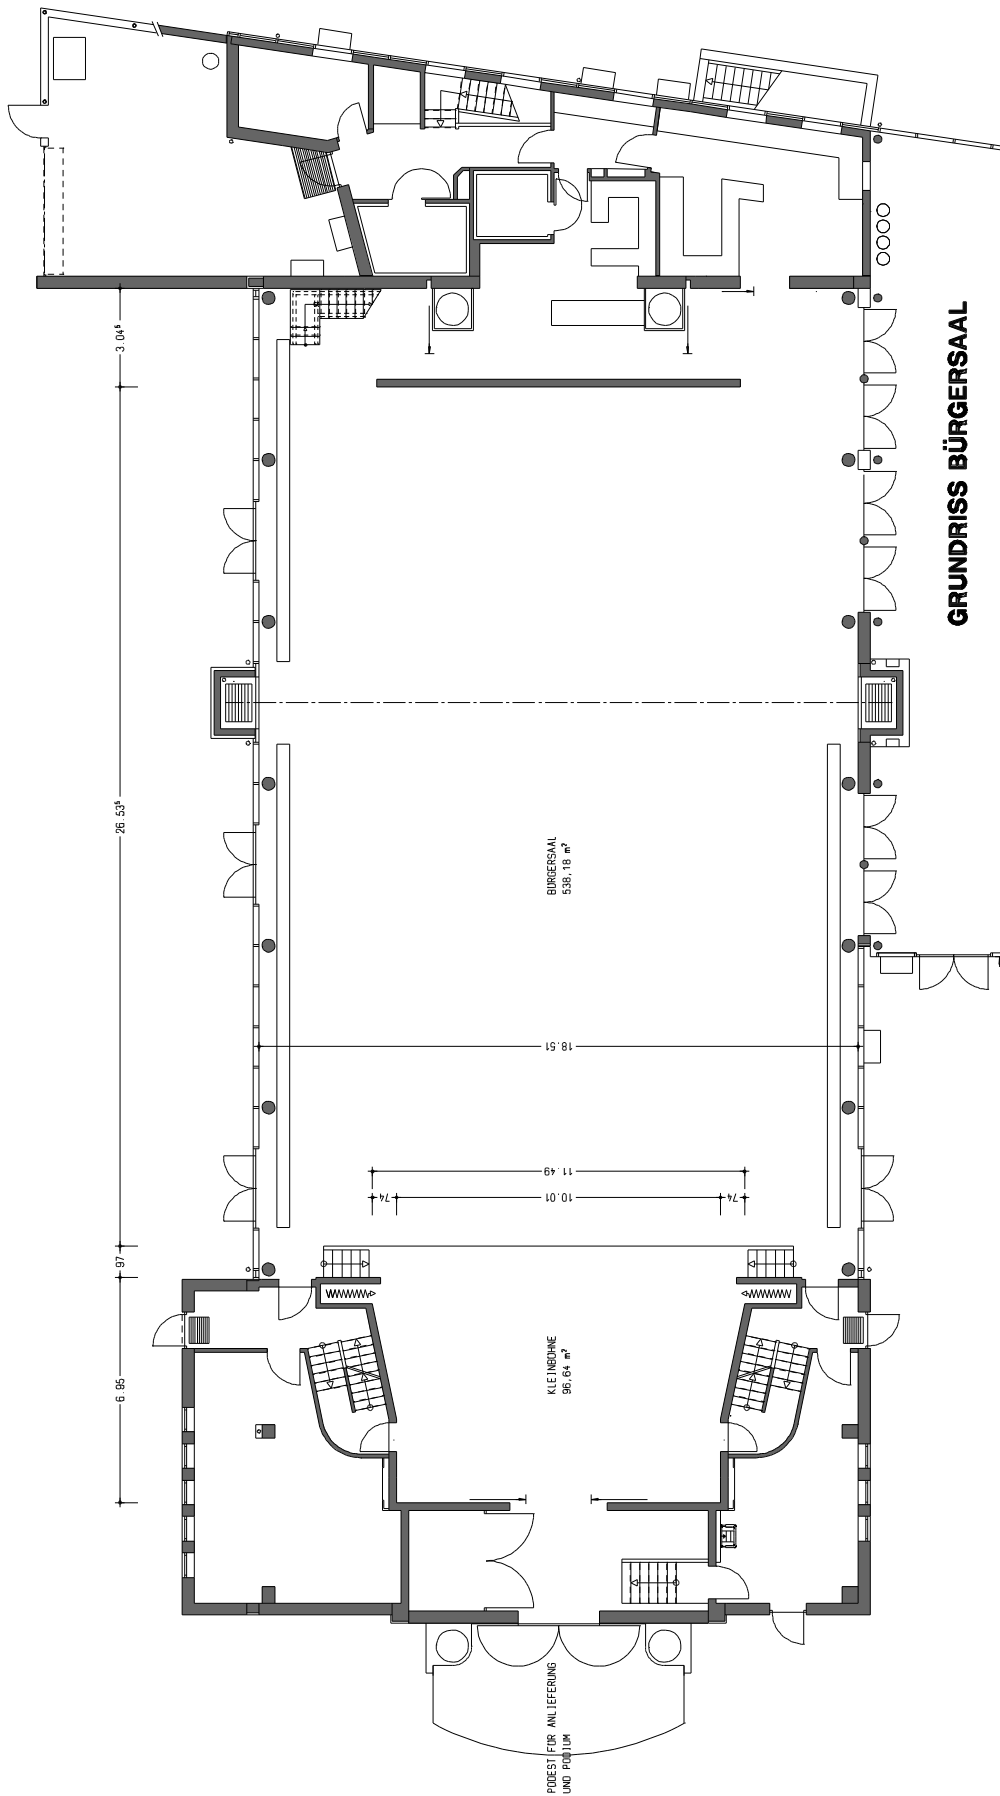 GRUNDRISS BÜRGERSAAL
3.04⁵
26.53⁵
97
6.95
BÜRGERSAAL
538,18 m²
18.51
11.49
74
10.01
74
KLEINBÜHNE
96,64 m²
PODEST FÜR ANLIEFERUNG
UND PODIUM